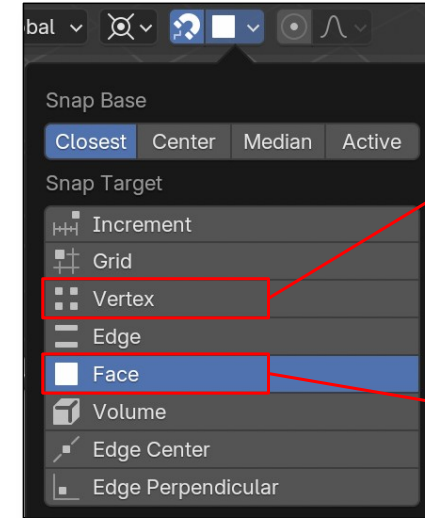 bal
Snap Base
Closest Center Median Active
Snap Target
Increment
Grid
Vertex
Edge
Face
Volume
Edge Center
Edge Perpendicular